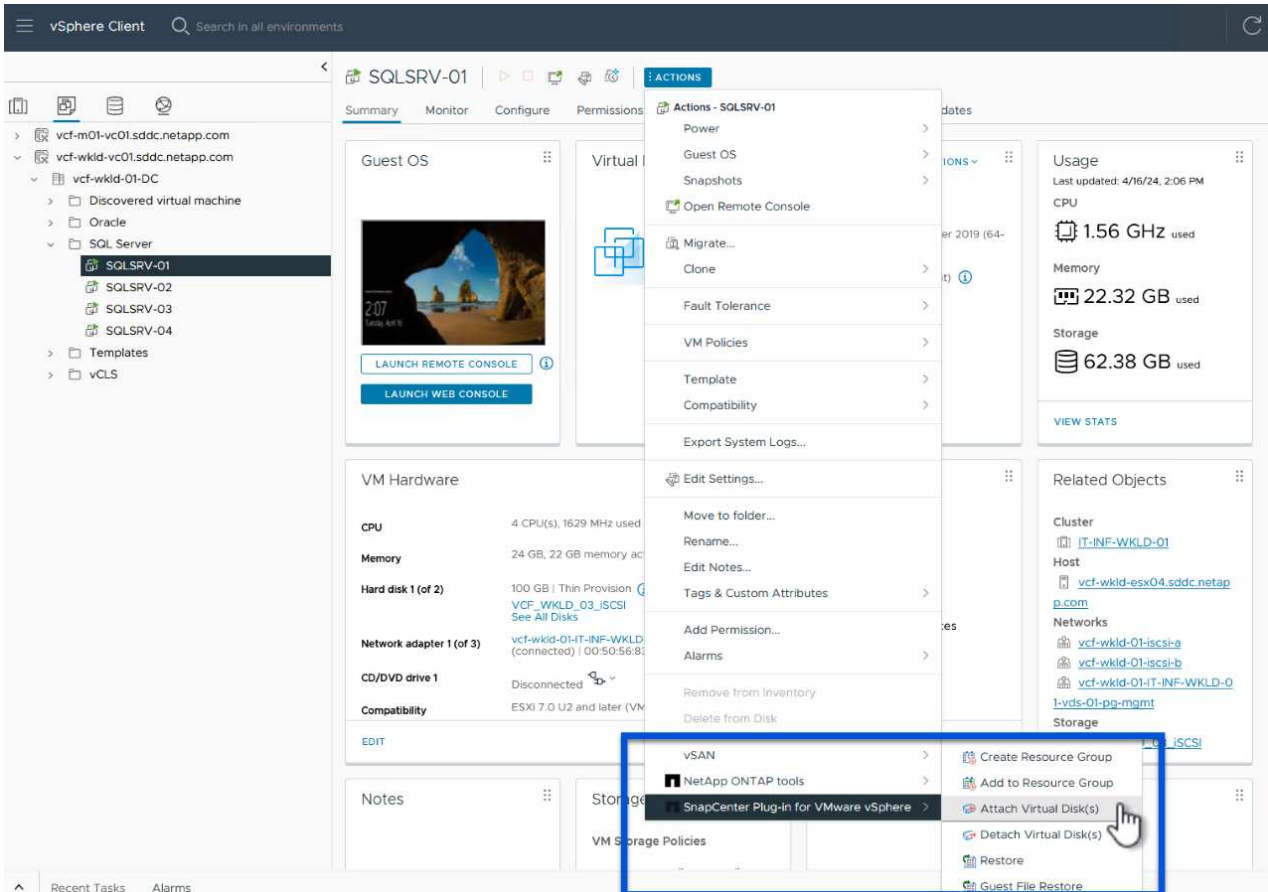 vSphere Client
Search in all environments
SQLSRV-01
ACTIONS
Summary
Monitor
Configure
Permissions
dates
vcf-m01-vc01.sddc.netapp.com
vcf-wkld-vc01.sddc.netapp.com
vcf-wkld-01-DC
Discovered virtual machine
Oracle
SQL Server
SQLSRV-01
SQLSRV-02
SQLSRV-03
SQLSRV-04
Templates
vCLS
Guest OS
2:07
Tuesday, April 16
LAUNCH REMOTE CONSOLE
LAUNCH WEB CONSOLE
Virtual
IONS
er 2019 (64-
t)
Actions - SQLSRV-01
Power
Guest OS
Snapshots
Open Remote Console
Migrate...
Clone
Fault Tolerance
VM Policies
Template
Compatibility
Export System Logs...
Edit Settings...
Move to folder...
Rename...
Edit Notes...
Tags & Custom Attributes
Add Permission...
Alarms
Remove from Inventory
Delete from Disk
vSAN
NetApp ONTAP tools
SnapCenter Plug-in for VMware vSphere
Create Resource Group
Add to Resource Group
Attach Virtual Disk(s)
Detach Virtual Disk(s)
Restore
Guest File Restore
Usage
Last updated: 4/16/24, 2:06 PM
CPU
1.56 GHz used
Memory
22.32 GB used
Storage
62.38 GB used
VIEW STATS
VM Hardware
CPU
4 CPU(s), 1629 MHz used
Memory
24 GB, 22 GB memory ac
Hard disk 1 (of 2)
100 GB | Thin Provision
VCF_WKLD_03_iSCSI
See All Disks
Network adapter 1 (of 3)
vcf-wkld-01-IT-INF-WKLD-
(connected) | 00:50:56:83
CD/DVD drive 1
Disconnected
Compatibility
ESXi 7.0 U2 and later (VM
EDIT
es
Related Objects
Cluster
IT-INF-WKLD-01
Host
vcf-wkld-esx04.sddc.netap
p.com
Networks
vcf-wkld-01-iscsi-a
vcf-wkld-01-iscsi-b
vcf-wkld-01-IT-INF-WKLD-0
1-vds-01-pg-mgmt
Storage
_03_iSCSI
Notes
Storage
VM Storage Policies
Recent Tasks
Alarms